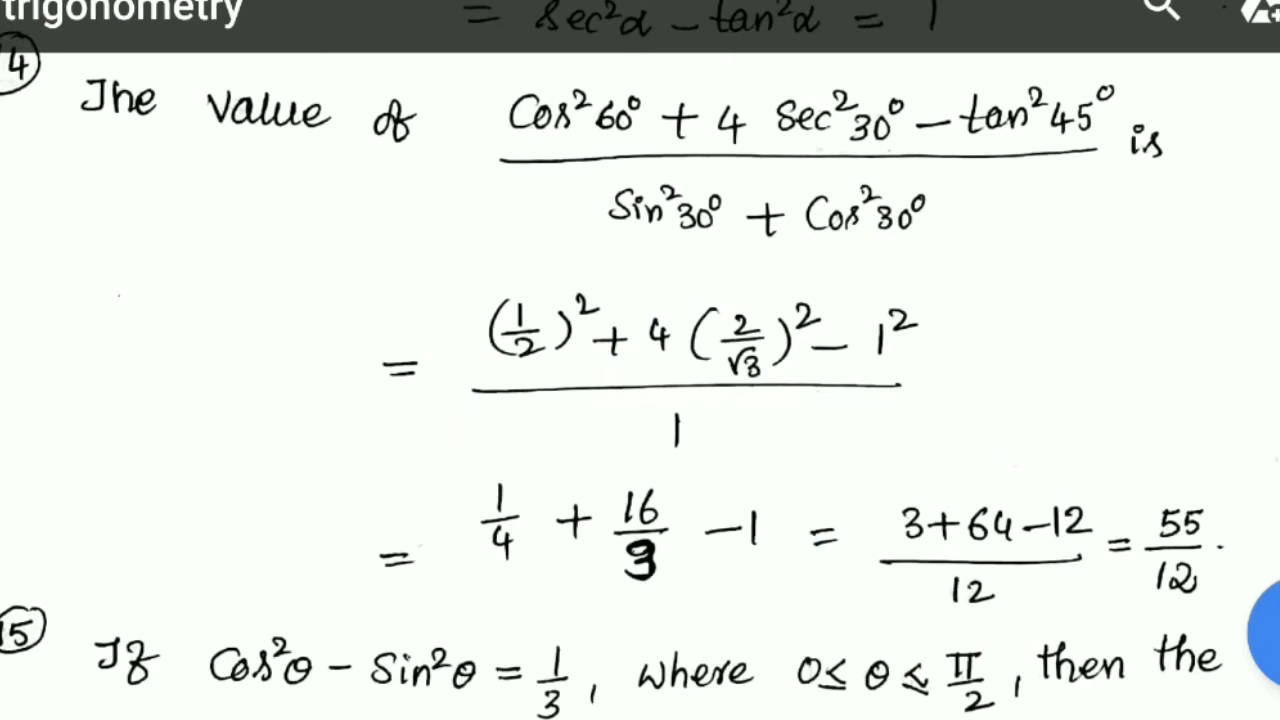 trigonometry
= sec²α - tan²α = 1
14 The value of (Cos²60° + 4 Sec²30° - tan²45°) / (Sin²30° + Cos²30°) is
= ((1/2)² + 4 (2/√3)² - 1²) / 1
= 1/4 + 16/3 - 1 = (3+64-12)/12 = 55/12.
15 If Cos²θ - Sin²θ = 1/3, where 0 ≤ θ ≤ π/2, then the